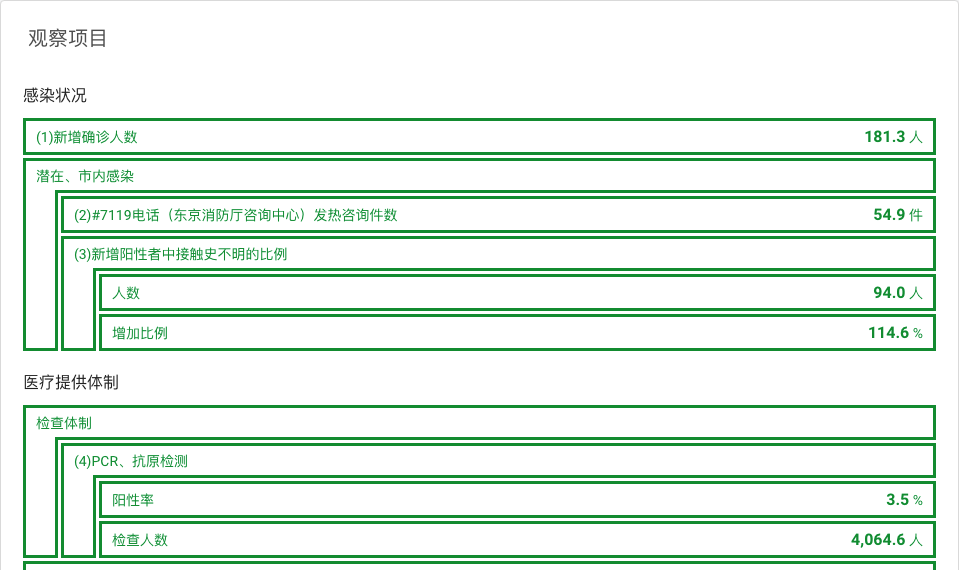 观察项目
感染状况
(1)新增确诊人数 181.3 人
潜在、市内感染
(2)#7119电话（东京消防厅咨询中心）发热咨询件数 54.9 件
(3)新增阳性者中接触史不明的比例
人数 94.0 人
增加比例 114.6 %
医疗提供体制
检查体制
(4)PCR、抗原检测
阳性率 3.5 %
检查人数 4,064.6 人